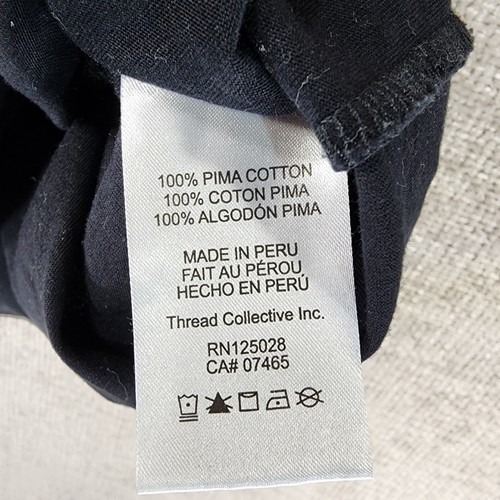 100% PIMA COTTON
100% COTON PIMA
100% ALGODÓN PIMA
MADE IN PERU
FAIT AU PÉROU
HECHO EN PERÚ
Thread Collective Inc.
RN125028
CA# 07465